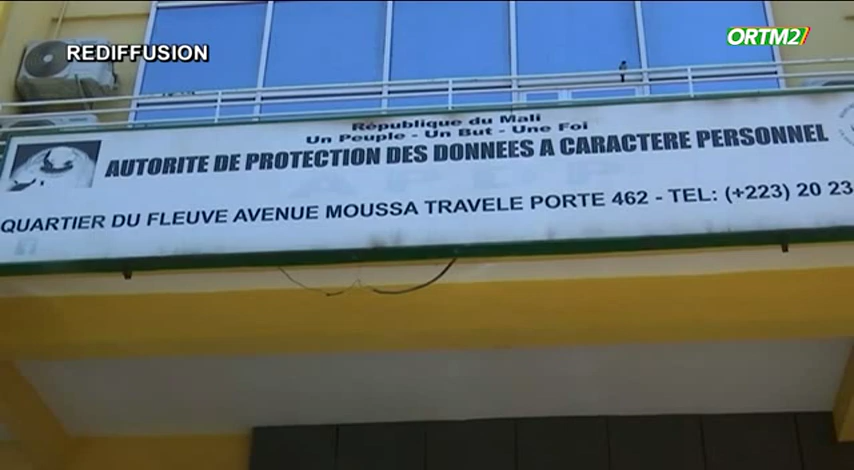 REDIFFUSION
ORTM2
République du Mali
Un Peuple - Un But - Une Foi
AUTORITE DE PROTECTION DES DONNEES A CARACTERE PERSONNEL
QUARTIER DU FLEUVE AVENUE MOUSSA TRAVELE PORTE 462 - TEL: (+223) 20 23